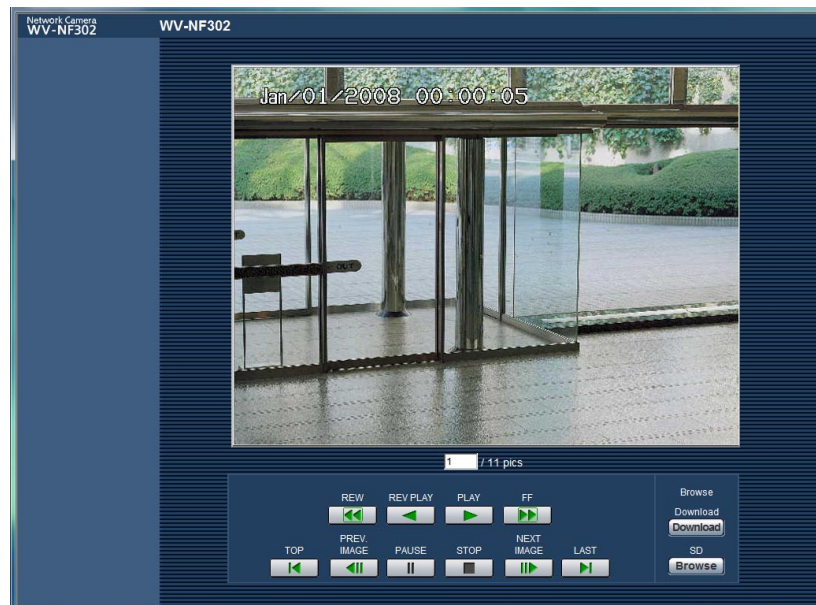 Network Camera
WV-NF302
WV-NF302
Jan/01/2008 00:00:05
OUT
1 / 11 pics
REW REV PLAY PLAY FF
TOP PREV. IMAGE PAUSE STOP NEXT IMAGE LAST
Browse
Download
Download
SD
Browse